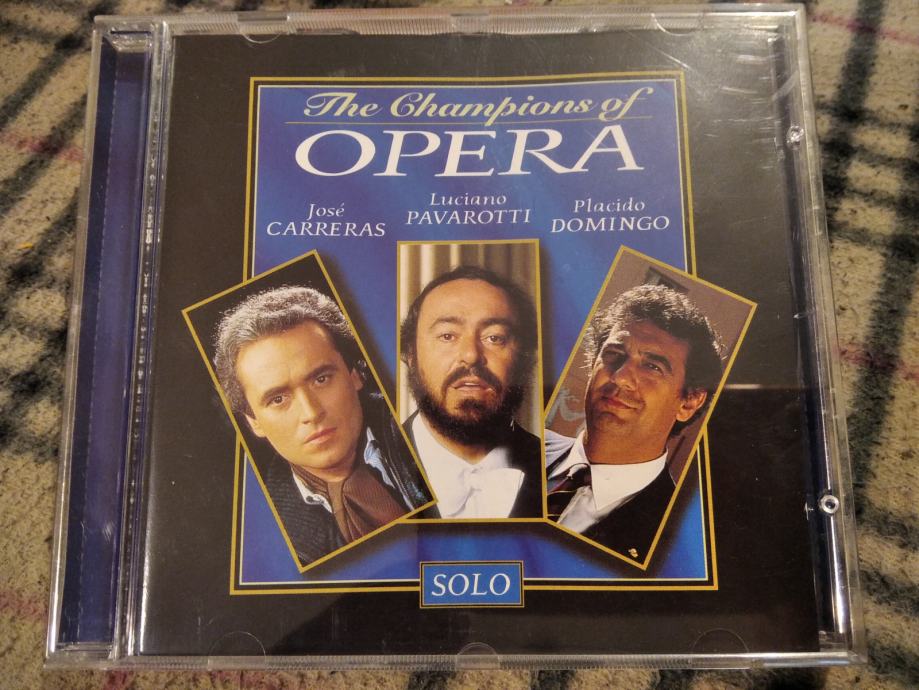 The Champions of
OPERA
José
CARRERAS
Luciano
PAVAROTTI
Placido
DOMINGO
SOLO